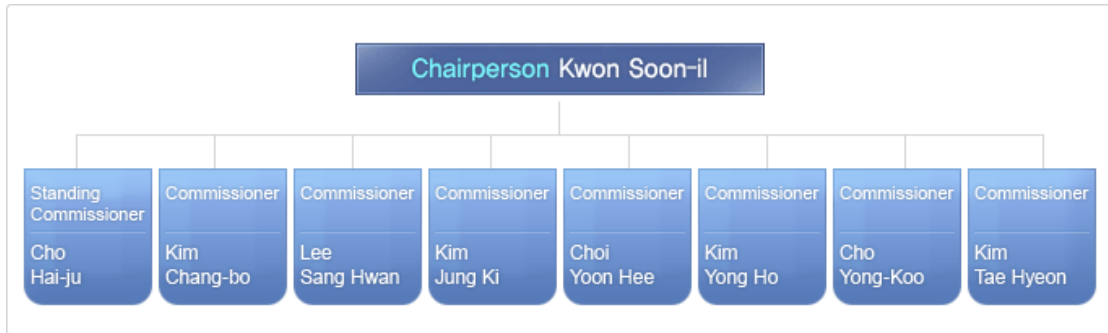 Chairperson Kwon Soon-il
Standing
Commissioner
Cho
Hai-ju
Commissioner
Kim
Chang-bo
Commissioner
Lee
Sang Hwan
Commissioner
Kim
Jung Ki
Commissioner
Choi
Yoon Hee
Commissioner
Kim
Yong Ho
Commissioner
Cho
Yong-Koo
Commissioner
Kim
Tae Hyeon